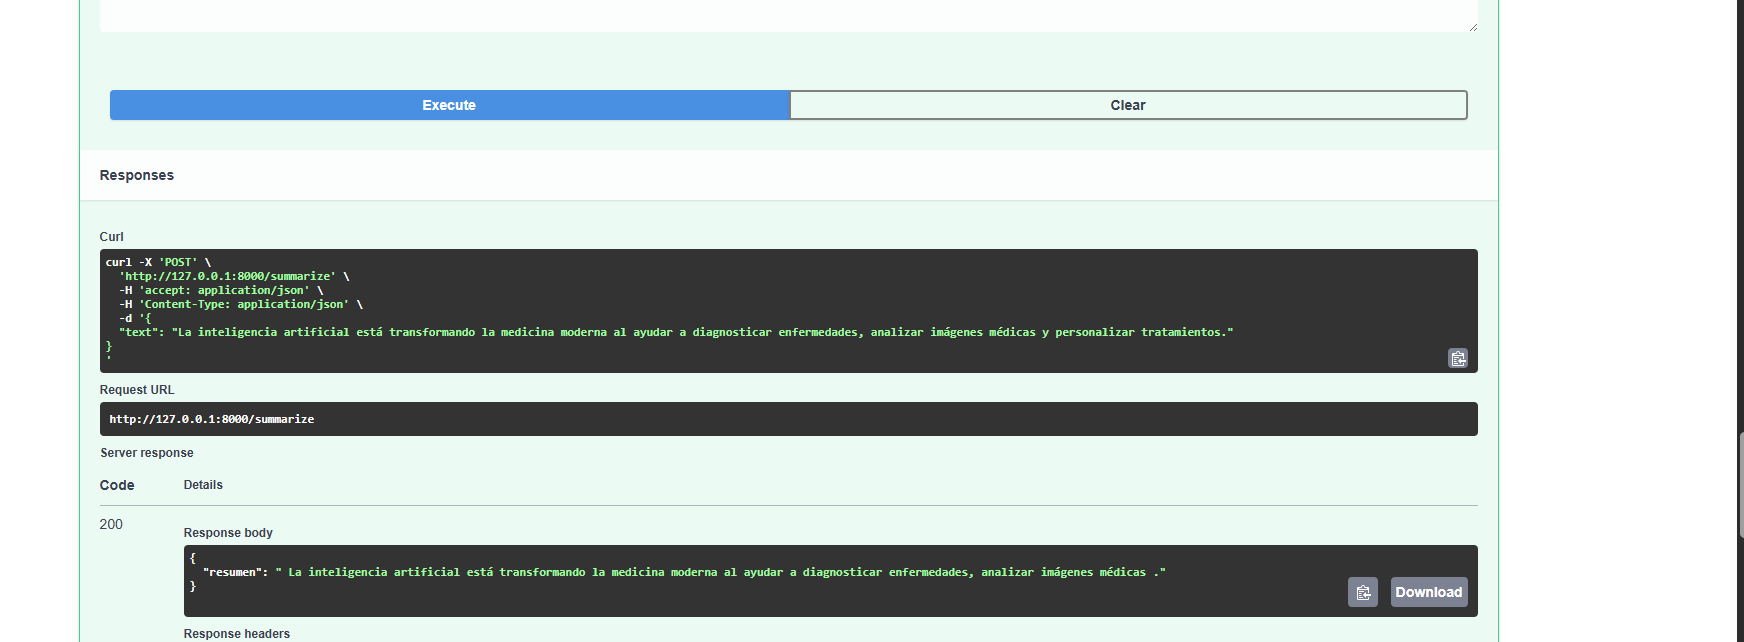 Execute
Clear
Responses
Curl
curl -X 'POST' \
  'http://127.0.0.1:8000/summarize' \
  -H 'accept: application/json' \
  -H 'Content-Type: application/json' \
  -d '{
  "text": "La inteligencia artificial está transformando la medicina moderna al ayudar a diagnosticar enfermedades, analizar imágenes médicas y personalizar tratamientos."
}
'
Request URL
http://127.0.0.1:8000/summarize
Server response
Code Details
200
Response body
{
  "resumen": " La inteligencia artificial está transformando la medicina moderna al ayudar a diagnosticar enfermedades, analizar imágenes médicas ."
}
Download
Response headers